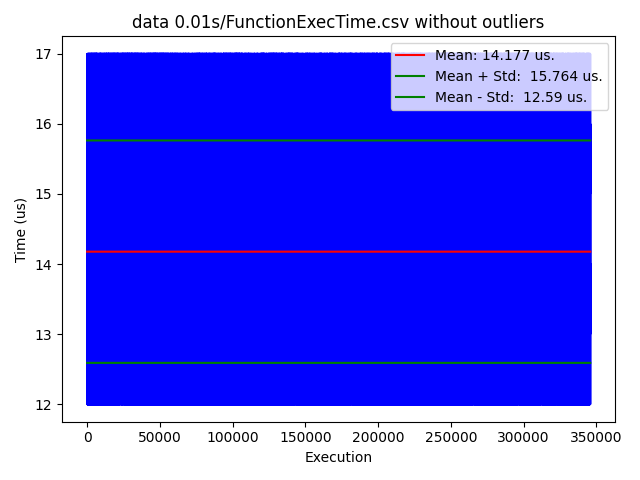 data 0.01s/FunctionExecTime.csv without outliers
Mean: 14.177 us.
Mean + Std:  15.764 us.
Mean - Std:  12.59 us.
17
16
15
14
13
12
Time (us)
0 50000 100000 150000 200000 250000 300000 350000
Execution